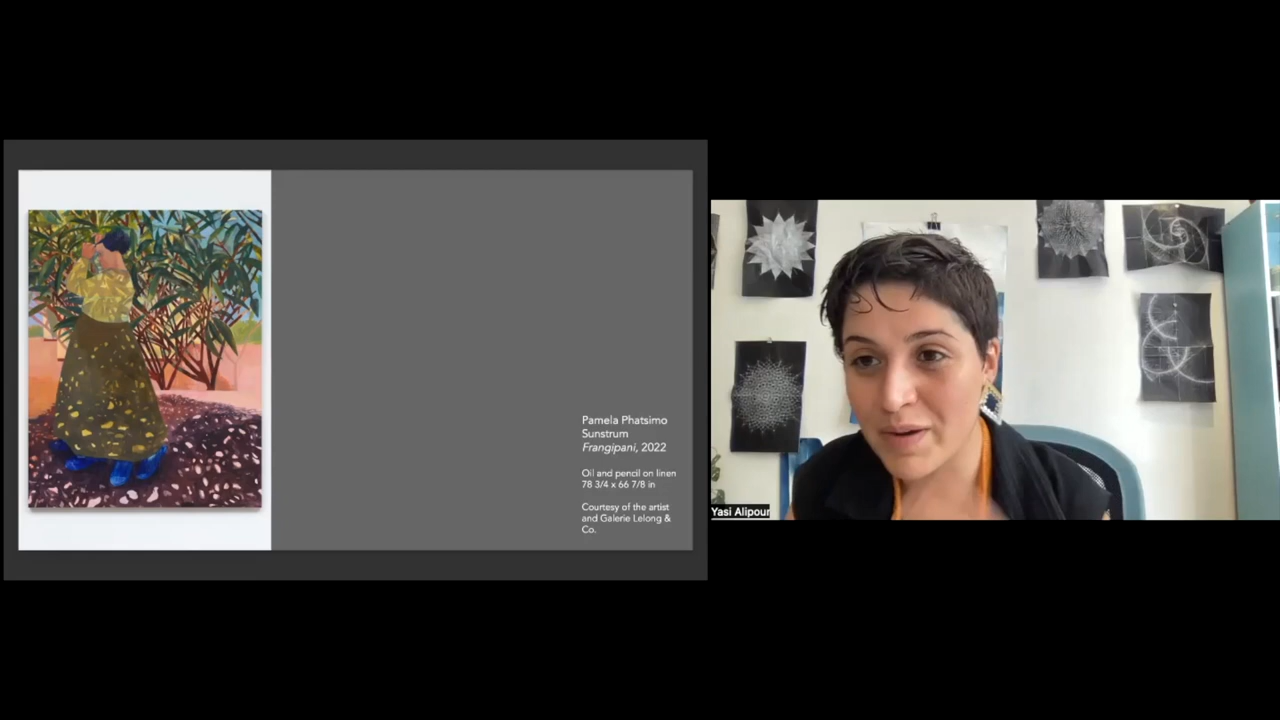 Pamela Phatsimo
Sunstrum
Frangipani, 2022
Oil and pencil on linen
78 3/4 x 66 7/8 in
Courtesy of the artist
and Galerie Lelong &
Co.
Yasi Alipour